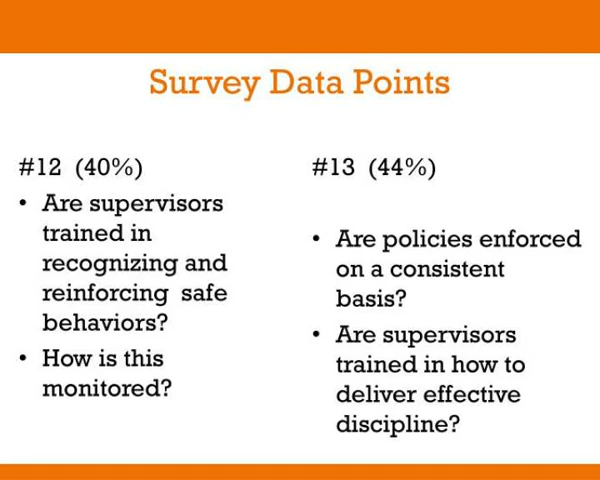 Survey Data Points
#12 (40%)
• Are supervisors
trained in
recognizing and
reinforcing safe
behaviors?
• How is this
monitored?
#13 (44%)
• Are policies enforced
on a consistent
basis?
• Are supervisors
trained in how to
deliver effective
discipline?